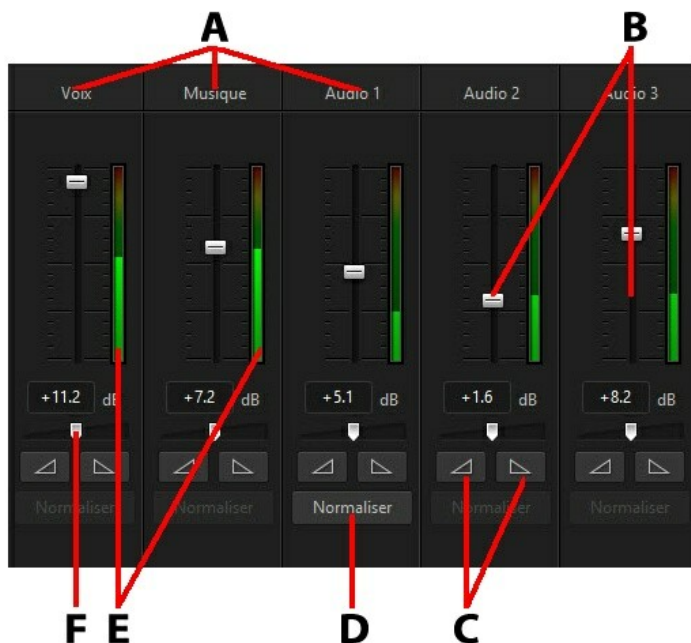 A B
Voix Musique Audio 1 Audio 2 Audio 3
+11.2 dB +7.2 dB +5.1 dB +1.6 dB +8.2 dB
Normaliser Normaliser Normaliser Normaliser Normaliser
F E D C